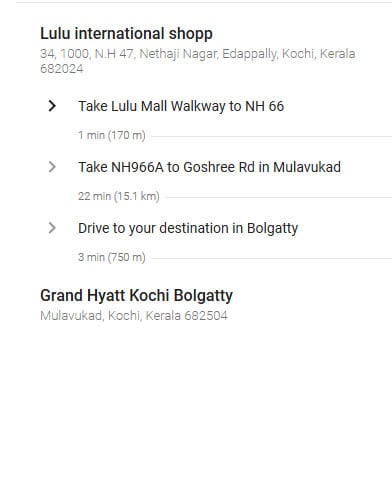 Lulu international shopp
34, 1000, N.H 47, Nethaji Nagar, Edappally, Kochi, Kerala
682024
Take Lulu Mall Walkway to NH 66
1 min (170 m)
Take NH966A to Goshree Rd in Mulavukad
22 min (15.1 km)
Drive to your destination in Bolgatty
3 min (750 m)
Grand Hyatt Kochi Bolgatty
Mulavukad, Kochi, Kerala 682504